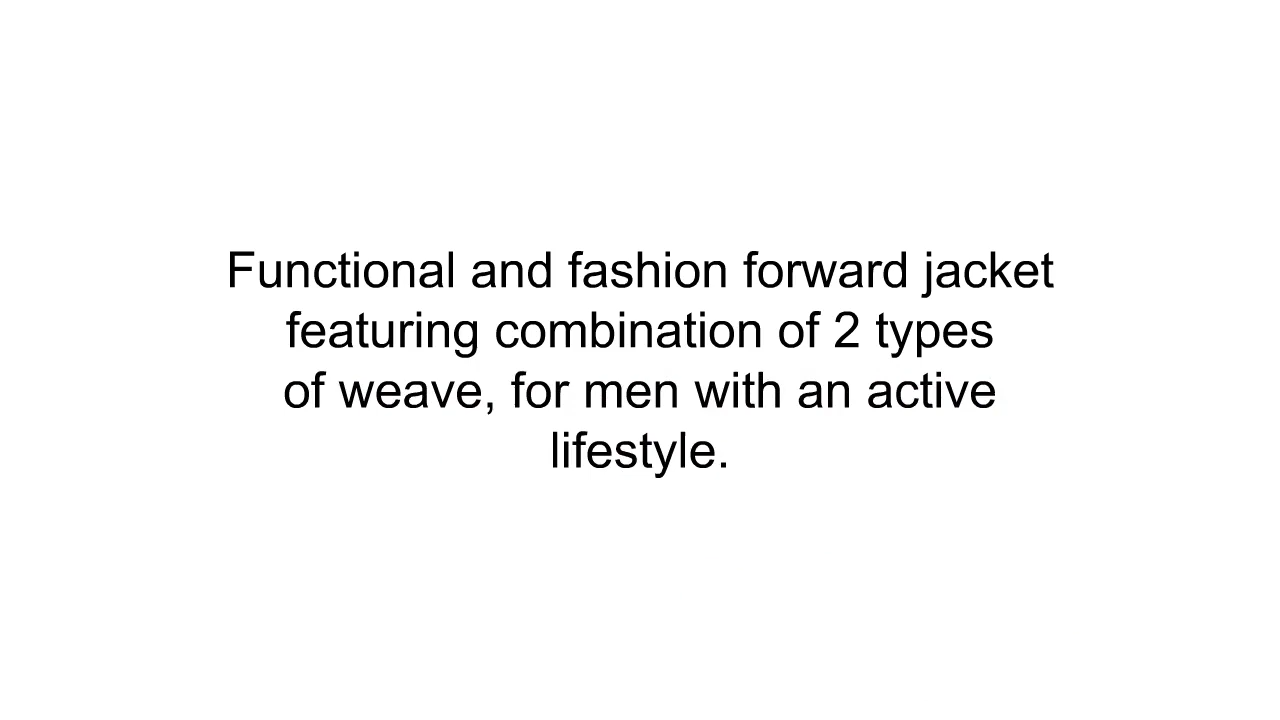 Functional and fashion forward jacket
featuring combination of 2 types
of weave, for men with an active
lifestyle.